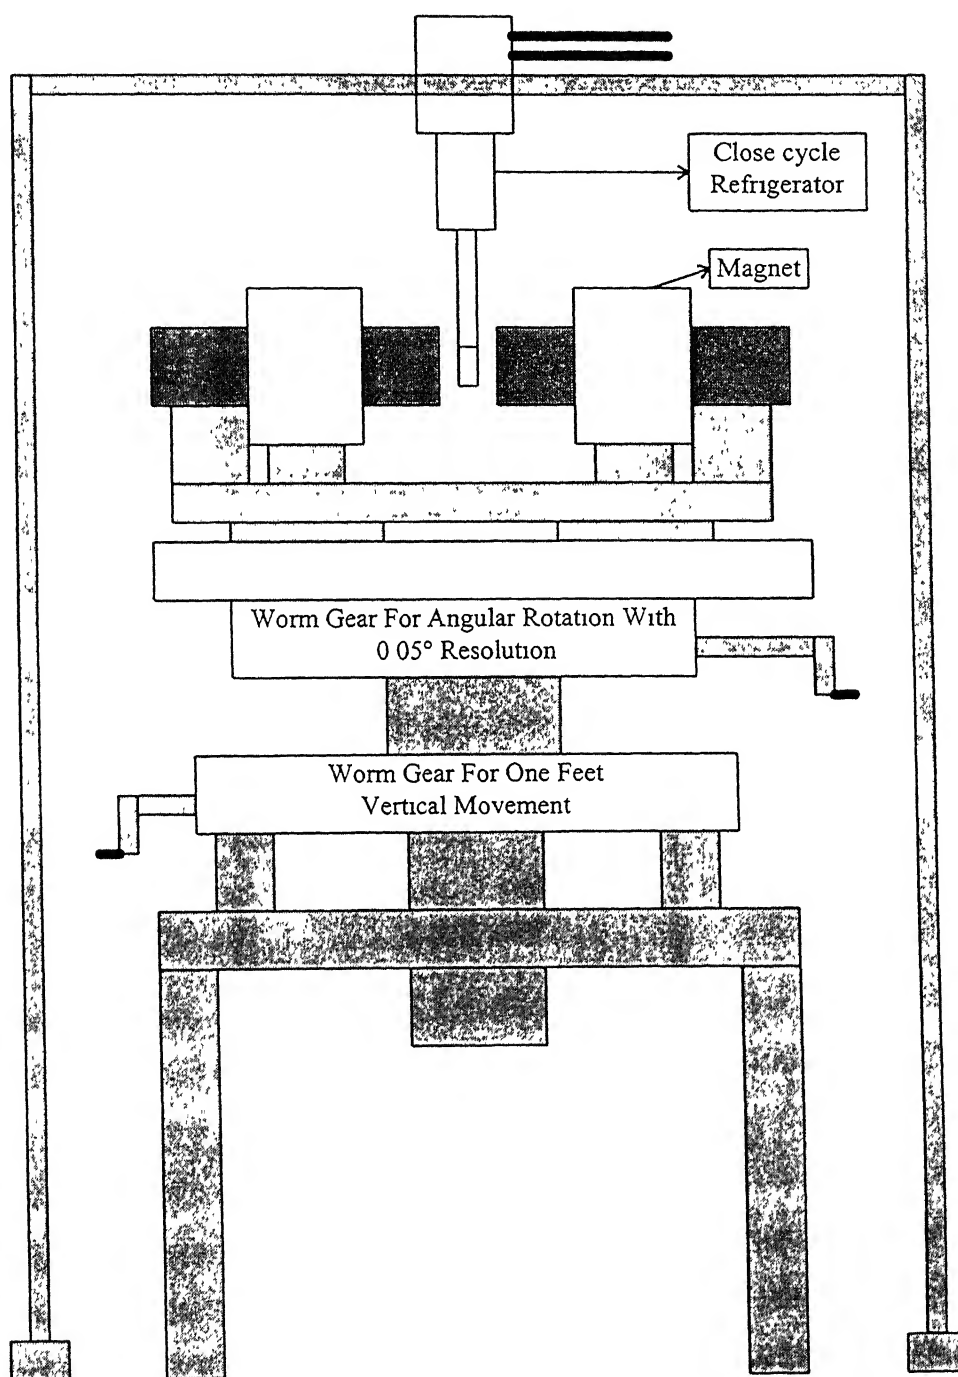 Close cycle
Refrigerator
Magnet
Worm Gear For Angular Rotation With
0 05° Resolution
Worm Gear For One Feet
Vertical Movement